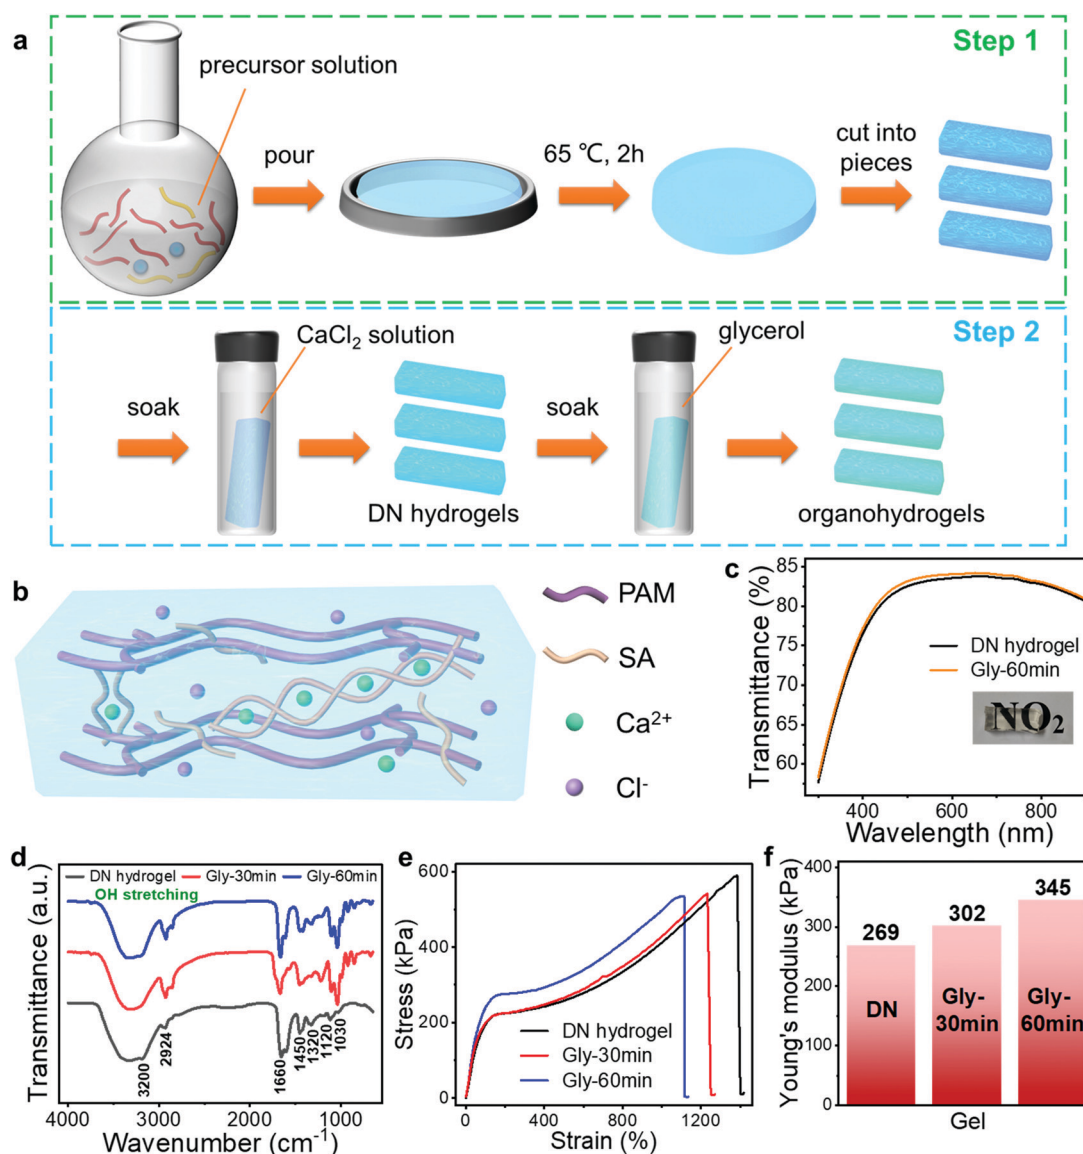 a
Step 1
precursor solution
pour
65 ℃, 2h
cut into
pieces
Step 2
CaCl₂ solution
glycerol
soak
soak
DN hydrogels
organohydrogels
b
PAM
SA
Ca²⁺
Cl⁻
c
Transmittance (%)
85
80
75
70
65
60
DN hydrogel
Gly-60min
NO₂
400
600
800
Wavelength (nm)
d
Transmittance (a.u.)
DN hydrogel
Gly-30min
Gly-60min
OH stretching
3200
2924
1660
1450
1320
1120
1030
4000
3000
2000
1000
Wavenumber (cm⁻¹)
e
Stress (kPa)
600
400
200
0
DN hydrogel
Gly-30min
Gly-60min
0
400
800
1200
Strain (%)
f
Young's modulus (kPa)
400
300
200
100
0
269
302
345
DN
Gly-
30min
Gly-
60min
Gel